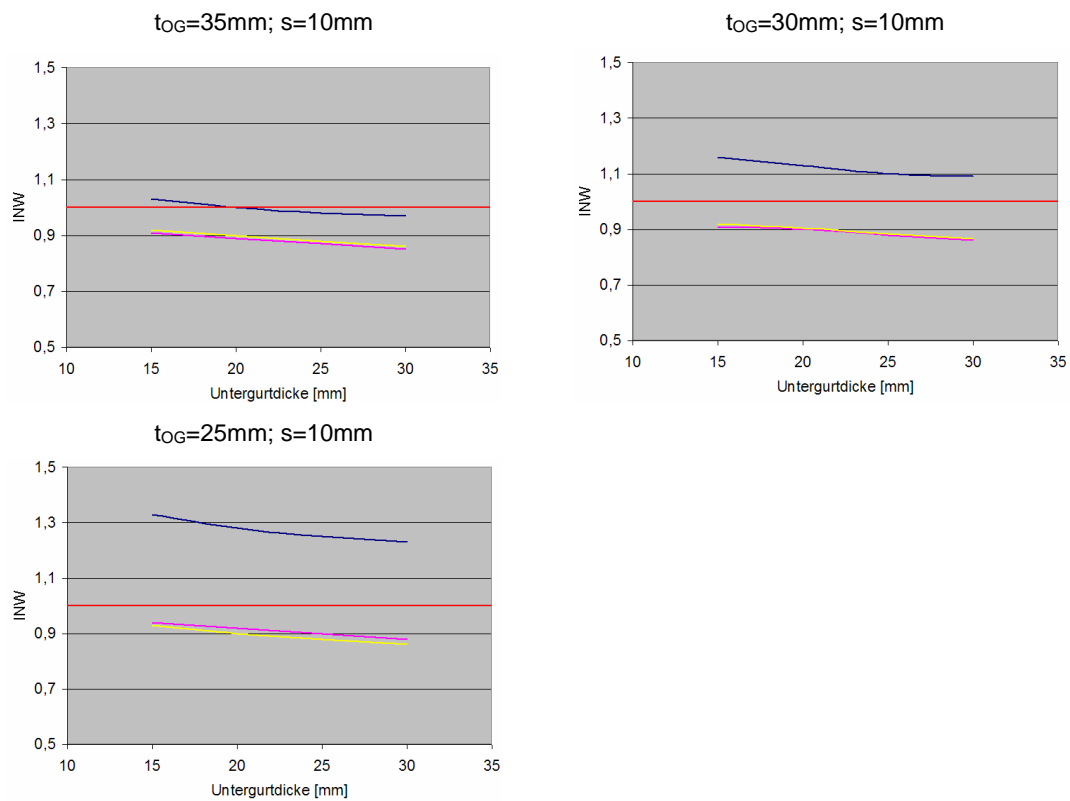 t_OG=35mm; s=10mm
1,5
1,3
1,1
0,9
0,7
0,5
INW
10 15 20 25 30 35
Untergurtdicke [mm]
t_OG=30mm; s=10mm
1,5
1,3
1,1
0,9
0,7
0,5
INW
10 15 20 25 30 35
Untergurtdicke [mm]
t_OG=25mm; s=10mm
1,5
1,3
1,1
0,9
0,7
0,5
INW
10 15 20 25 30 35
Untergurtdicke [mm]